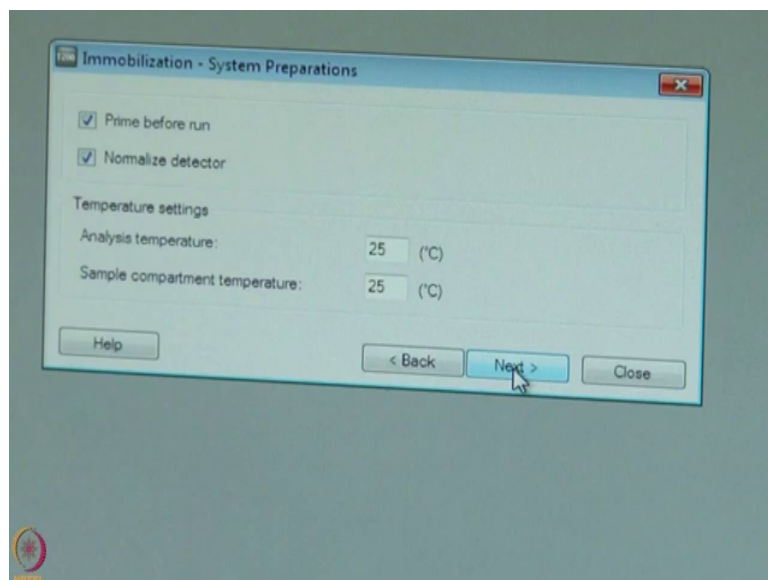 Immobilization - System Preparations
Prime before run
Normalize detector
Temperature settings
Analysis temperature: 25 (°C)
Sample compartment temperature: 25 (°C)
Help
< Back
Next >
Close